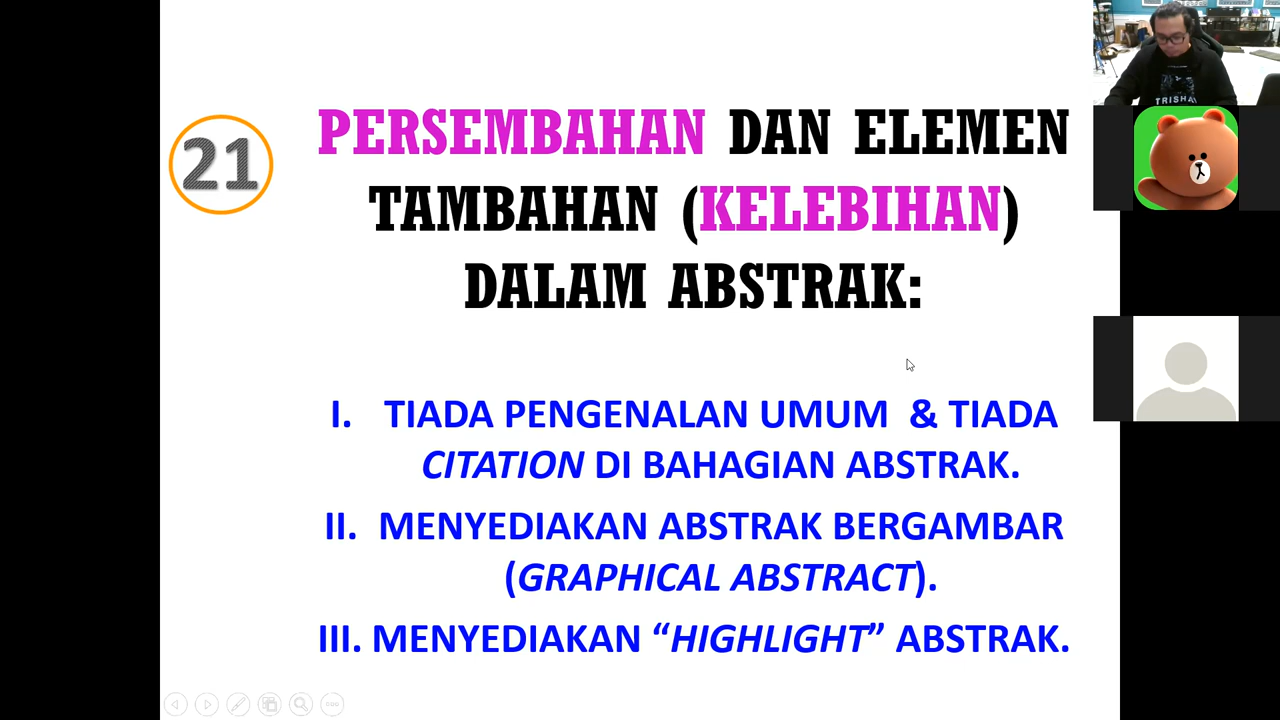 21
PERSEMBAHAN DAN ELEMEN
TAMBAHAN (KELEBIHAN)
DALAM ABSTRAK:
I. TIADA PENGENALAN UMUM & TIADA
CITATION DI BAHAGIAN ABSTRAK.
II. MENYEDIAKAN ABSTRAK BERGAMBAR
(GRAPHICAL ABSTRACT).
III. MENYEDIAKAN “HIGHLIGHT” ABSTRAK.